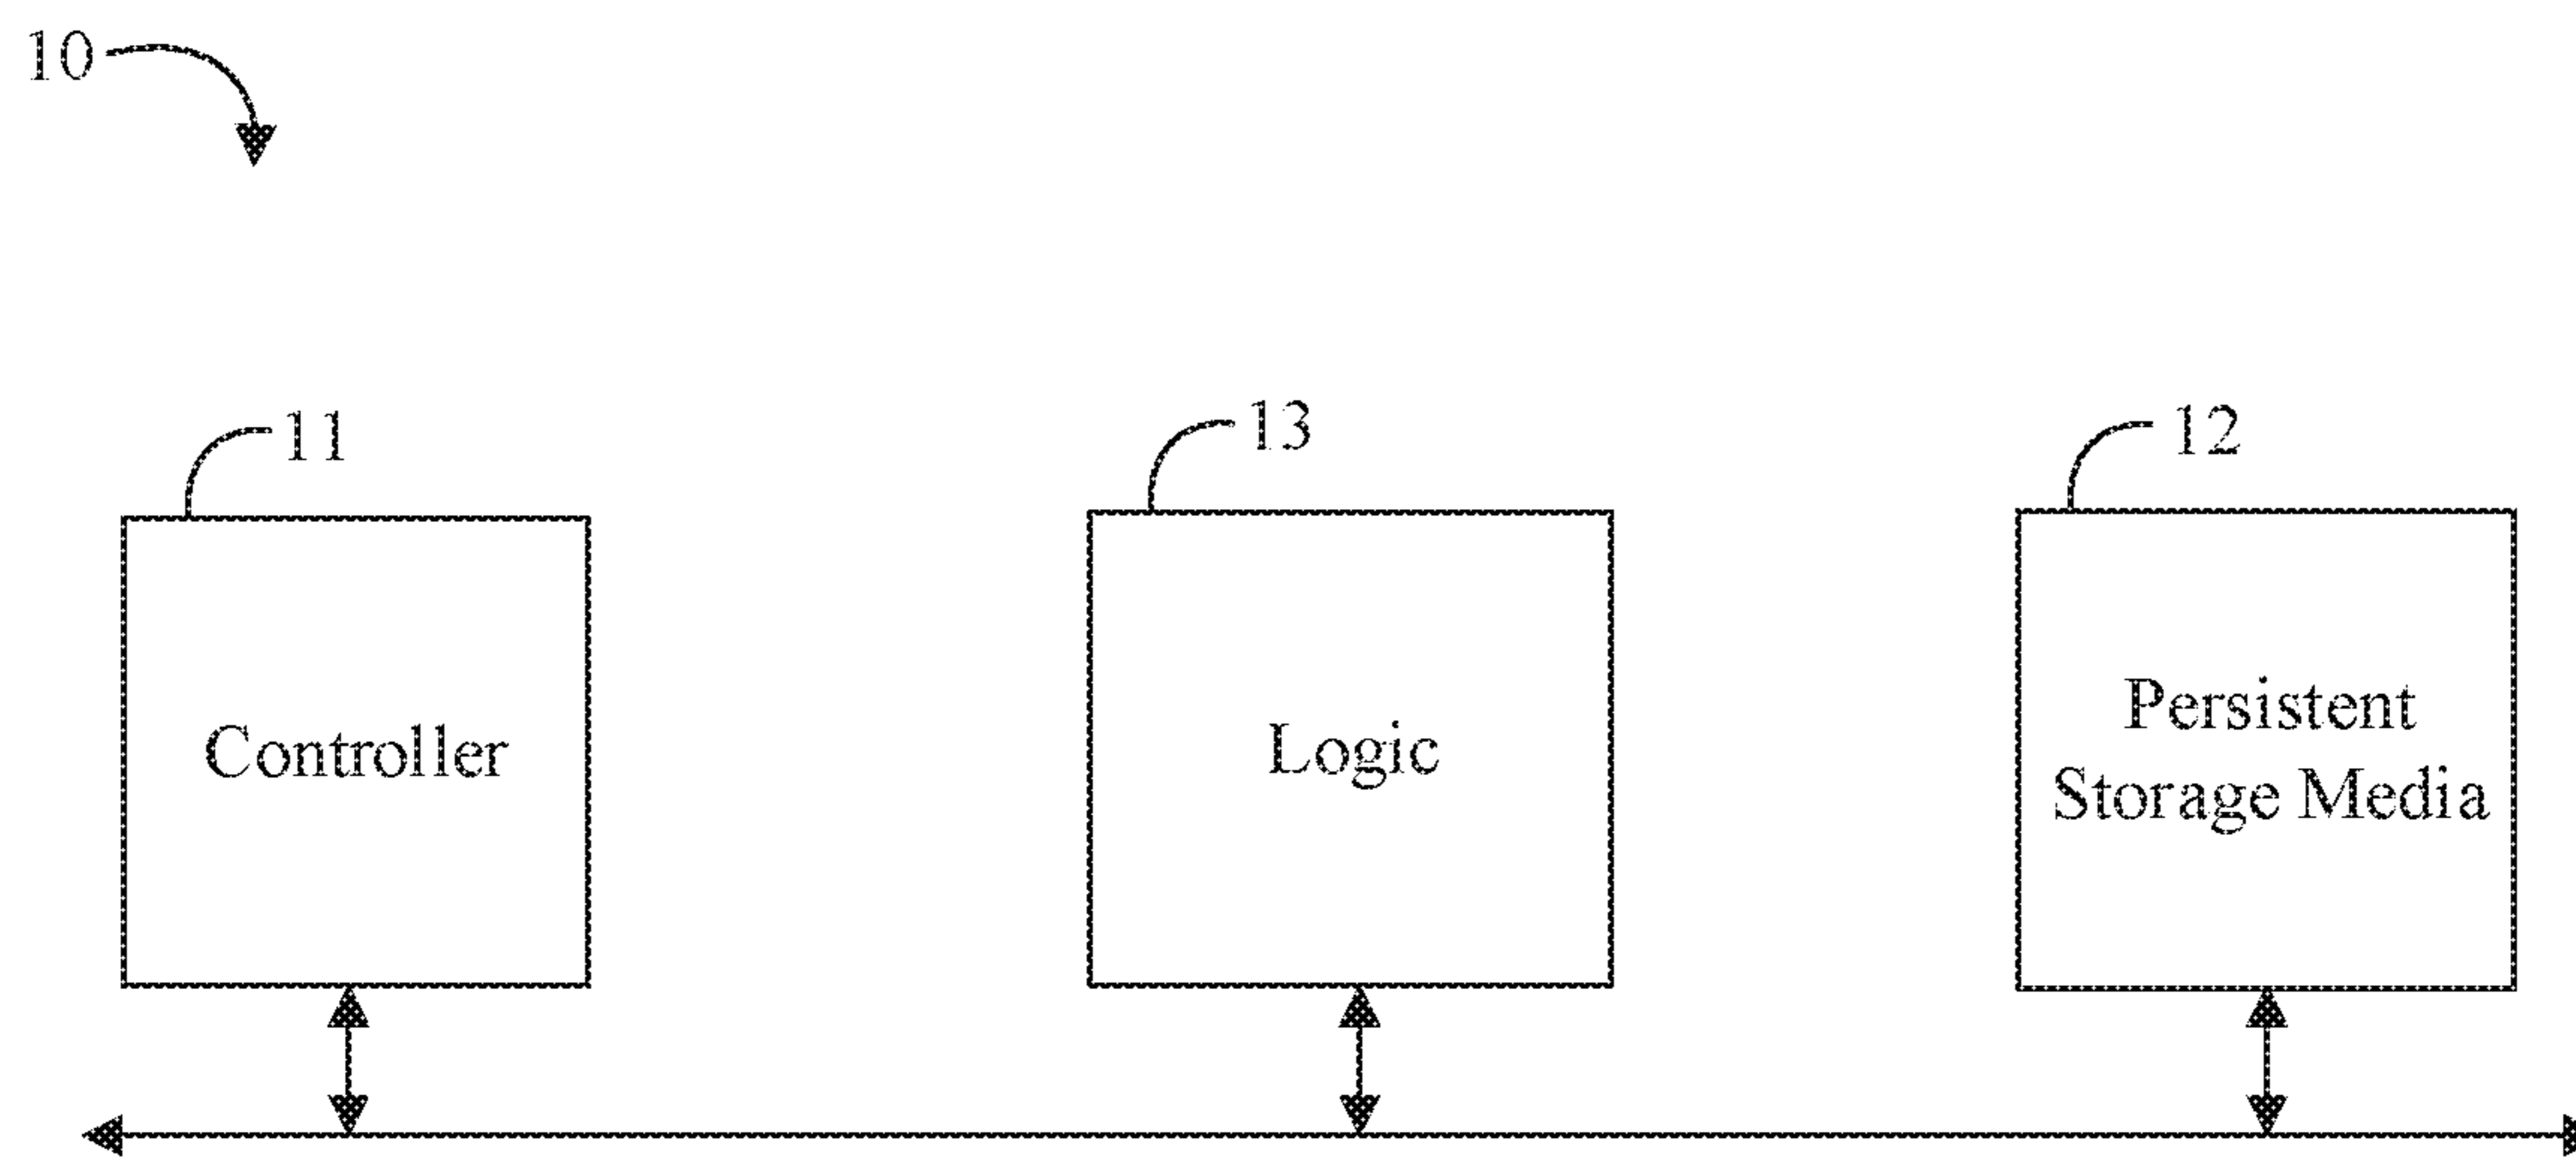 10
11
13
12
Controller
Logic
Persistent
Storage Media